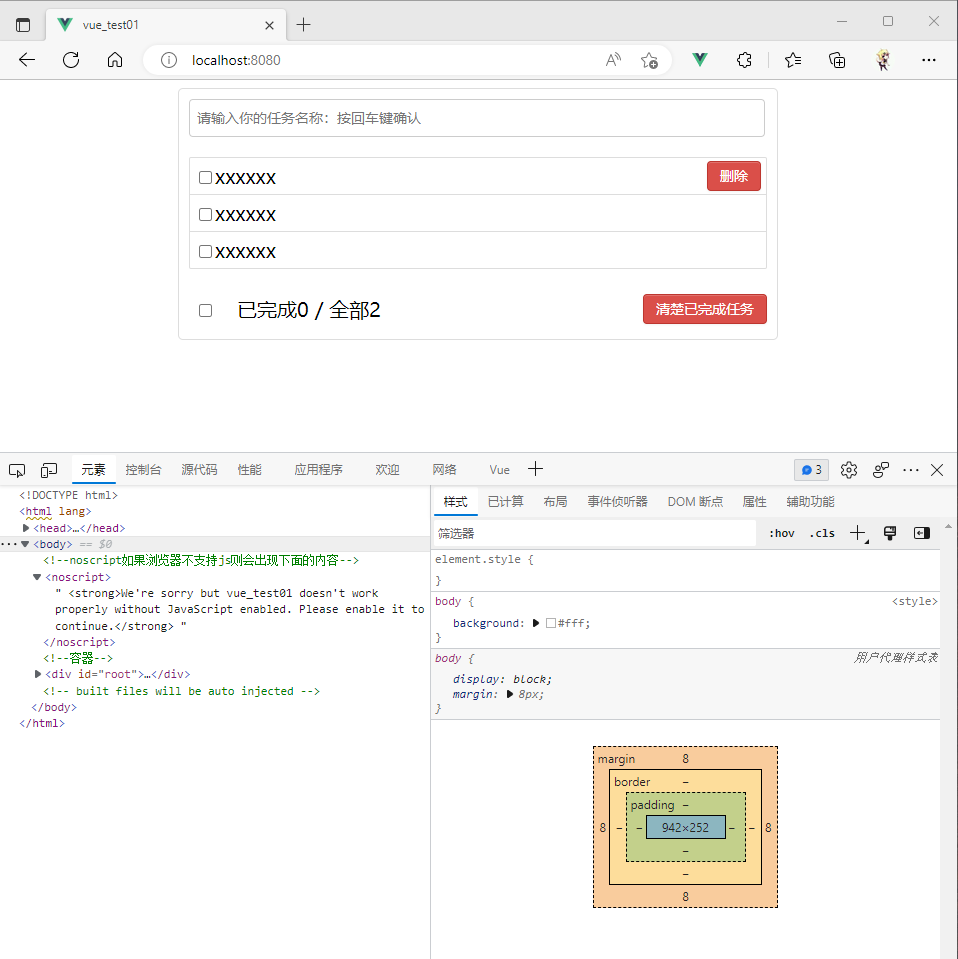 vue_test01
localhost:8080
请输入你的任务名称：按回车键确认
xxxxxx
删除
xxxxxx
xxxxxx
已完成0 / 全部2
清楚已完成任务
元素 控制台 源代码 性能 应用程序 欢迎 网络 Vue
3
<!DOCTYPE html>
<html lang>
<head>…</head>
<body> == $0
<!--noscript如果浏览器不支持js则会出现下面的内容-->
<noscript>
" <strong>We're sorry but vue_test01 doesn't work
properly without JavaScript enabled. Please enable it to
continue.</strong> "
</noscript>
<!--容器-->
<div id="root">…</div>
<!-- built files will be auto injected -->
</body>
</html>
样式 已计算 布局 事件侦听器 DOM 断点 属性 辅助功能
筛选器 :hov .cls
element.style {
}
body { <style>
background: #fff;
}
body { 用户代理样式表
display: block;
margin: 8px;
}
margin 8
border –
padding –
8 – – 942×252 – – 8
–
–
8